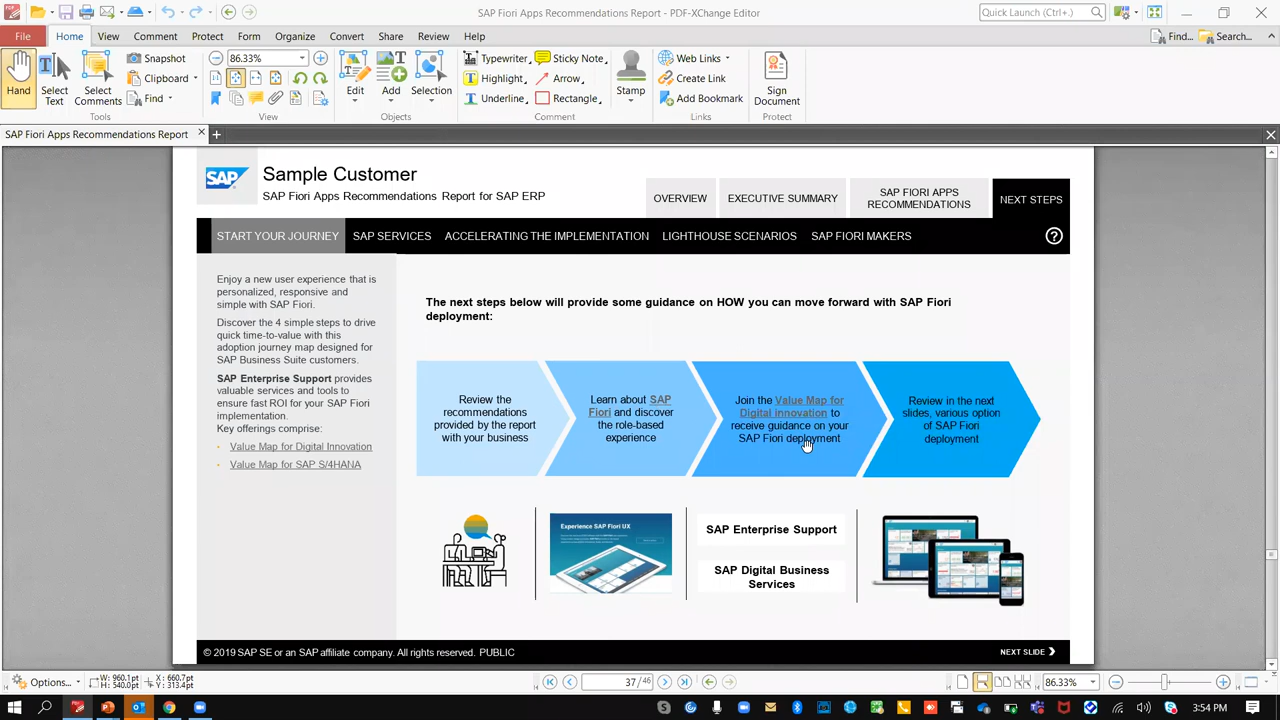 SAP Fiori Apps Recommendations Report - PDF-XChange Editor
Quick Launch (Ctrl+.)
File Home View Comment Protect Form Organize Convert Share Review Help
Find... Search...
Hand
Select Text
Select Comments
Snapshot
Clipboard
Find
Tools
86.33%
View
Edit
Add
Selection
Objects
Typewriter
Highlight
Underline
Sticky Note
Arrow
Rectangle
Stamp
Comment
Web Links
Create Link
Add Bookmark
Links
Sign Document
Protect
SAP Fiori Apps Recommendations Report
SAP
Sample Customer
SAP Fiori Apps Recommendations Report for SAP ERP
OVERVIEW
EXECUTIVE SUMMARY
SAP FIORI APPS
RECOMMENDATIONS
NEXT STEPS
START YOUR JOURNEY SAP SERVICES ACCELERATING THE IMPLEMENTATION LIGHTHOUSE SCENARIOS SAP FIORI MAKERS ?
Enjoy a new user experience that is
personalized, responsive and
simple with SAP Fiori.
Discover the 4 simple steps to drive
quick time-to-value with this
adoption journey map designed for
SAP Business Suite customers.
SAP Enterprise Support provides
valuable services and tools to
ensure fast ROI for your SAP Fiori
implementation.
Key offerings comprise:
• Value Map for Digital Innovation
• Value Map for SAP S/4HANA
The next steps below will provide some guidance on HOW you can move forward with SAP Fiori
deployment:
Review the
recommendations
provided by the report
with your business
Learn about SAP
Fiori and discover
the role-based
experience
Join the Value Map for
Digital innovation to
receive guidance on your
SAP Fiori deployment
Review in the next
slides, various option
of SAP Fiori
deployment
Experience SAP Fiori UX
SAP Enterprise Support
SAP Digital Business
Services
© 2019 SAP SE or an SAP affiliate company. All rights reserved. PUBLIC
NEXT SLIDE
Options...
W: 960.1pt
H: 540.0pt
X: 660.7pt
Y: 313.4pt
37 / 46
86.33%
3:54 PM